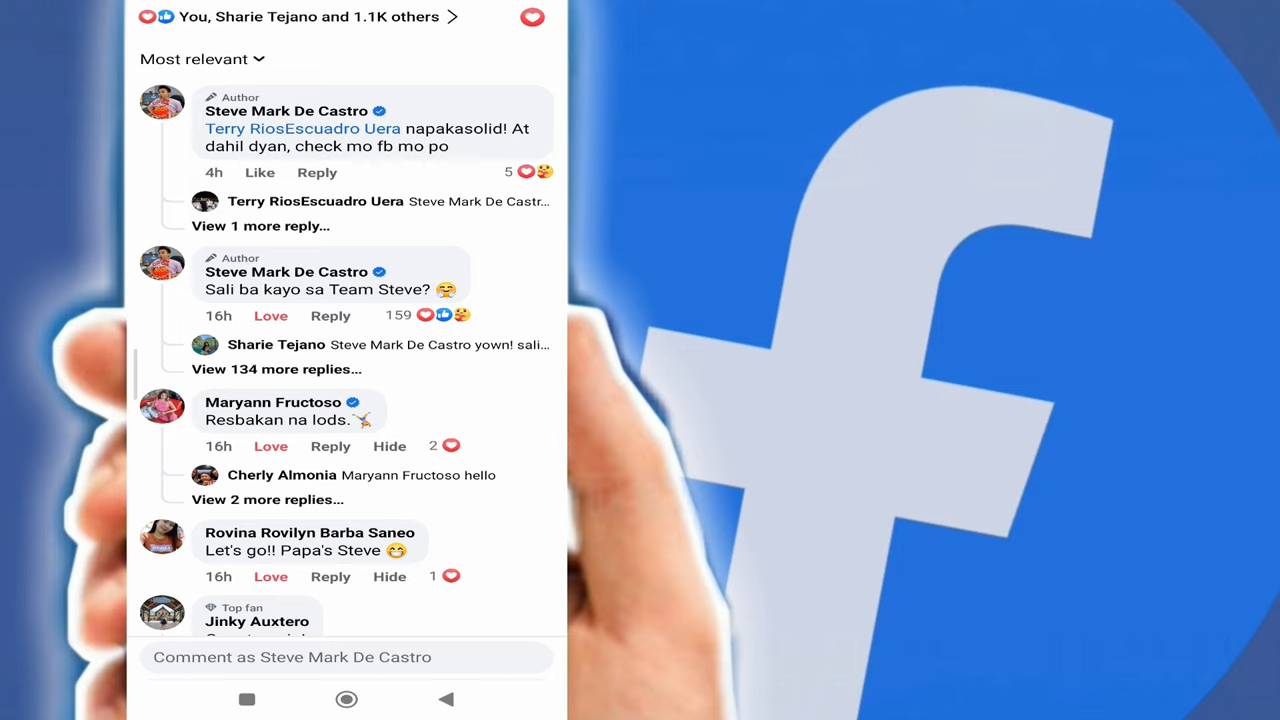 You, Sharie Tejano and 1.1K others
Most relevant
Author
Steve Mark De Castro
Terry RiosEscuadro Uera napakasolid! At
dahil dyan, check mo fb mo po
4h Like Reply 5
Terry RiosEscuadro Uera Steve Mark De Castr...
View 1 more reply...
Author
Steve Mark De Castro
Sali ba kayo sa Team Steve? 🤗
16h Love Reply 159
Sharie Tejano Steve Mark De Castro yown! sali...
View 134 more replies...
Maryann Fructoso
Resbakan na lods.🤸
16h Love Reply Hide 2
Cherly Almonia Maryann Fructoso hello
View 2 more replies...
Rovina Rovilyn Barba Saneo
Let's go!! Papa's Steve 😁
16h Love Reply Hide 1
Top fan
Jinky Auxtero
Comment as Steve Mark De Castro